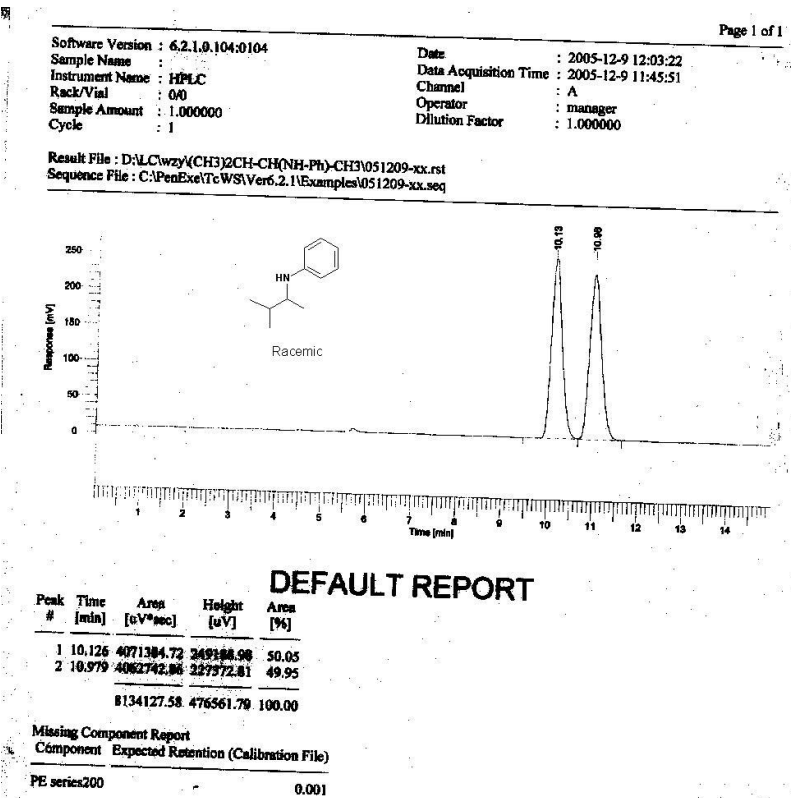 Page 1 of 1
Software Version : 6.2.1.0.104:0104
Sample Name :
Instrument Name : HPLC
Rack/Vial : 0/0
Sample Amount : 1.000000
Cycle : 1
Date : 2005-12-9 12:03:22
Data Acquisition Time : 2005-12-9 11:45:51
Channel : A
Operator : manager
Dilution Factor : 1.000000
Result File : D:\LC\wzy\(CH3)2CH-CH(NH-Ph)-CH3\051209-xx.rst
Sequence File : C:\PenExe\TcWS\Ver6.2.1\Examples\051209-xx.seq
10.13 10.98
250
200
150
100
50
0
Response [mV]
HN
Racemic
1 2 3 4 5 6 7 8 9 10 11 12 13 14
Time [min]
DEFAULT REPORT
Peak Time Area Height Area
# [min] [uV*sec] [uV] [%]
1 10.126 4071384.72 249188.98 50.05
2 10.979 4062742.86 227372.81 49.95
8134127.58 476561.79 100.00
Missing Component Report
Component Expected Retention (Calibration File)
PE series200 0.001